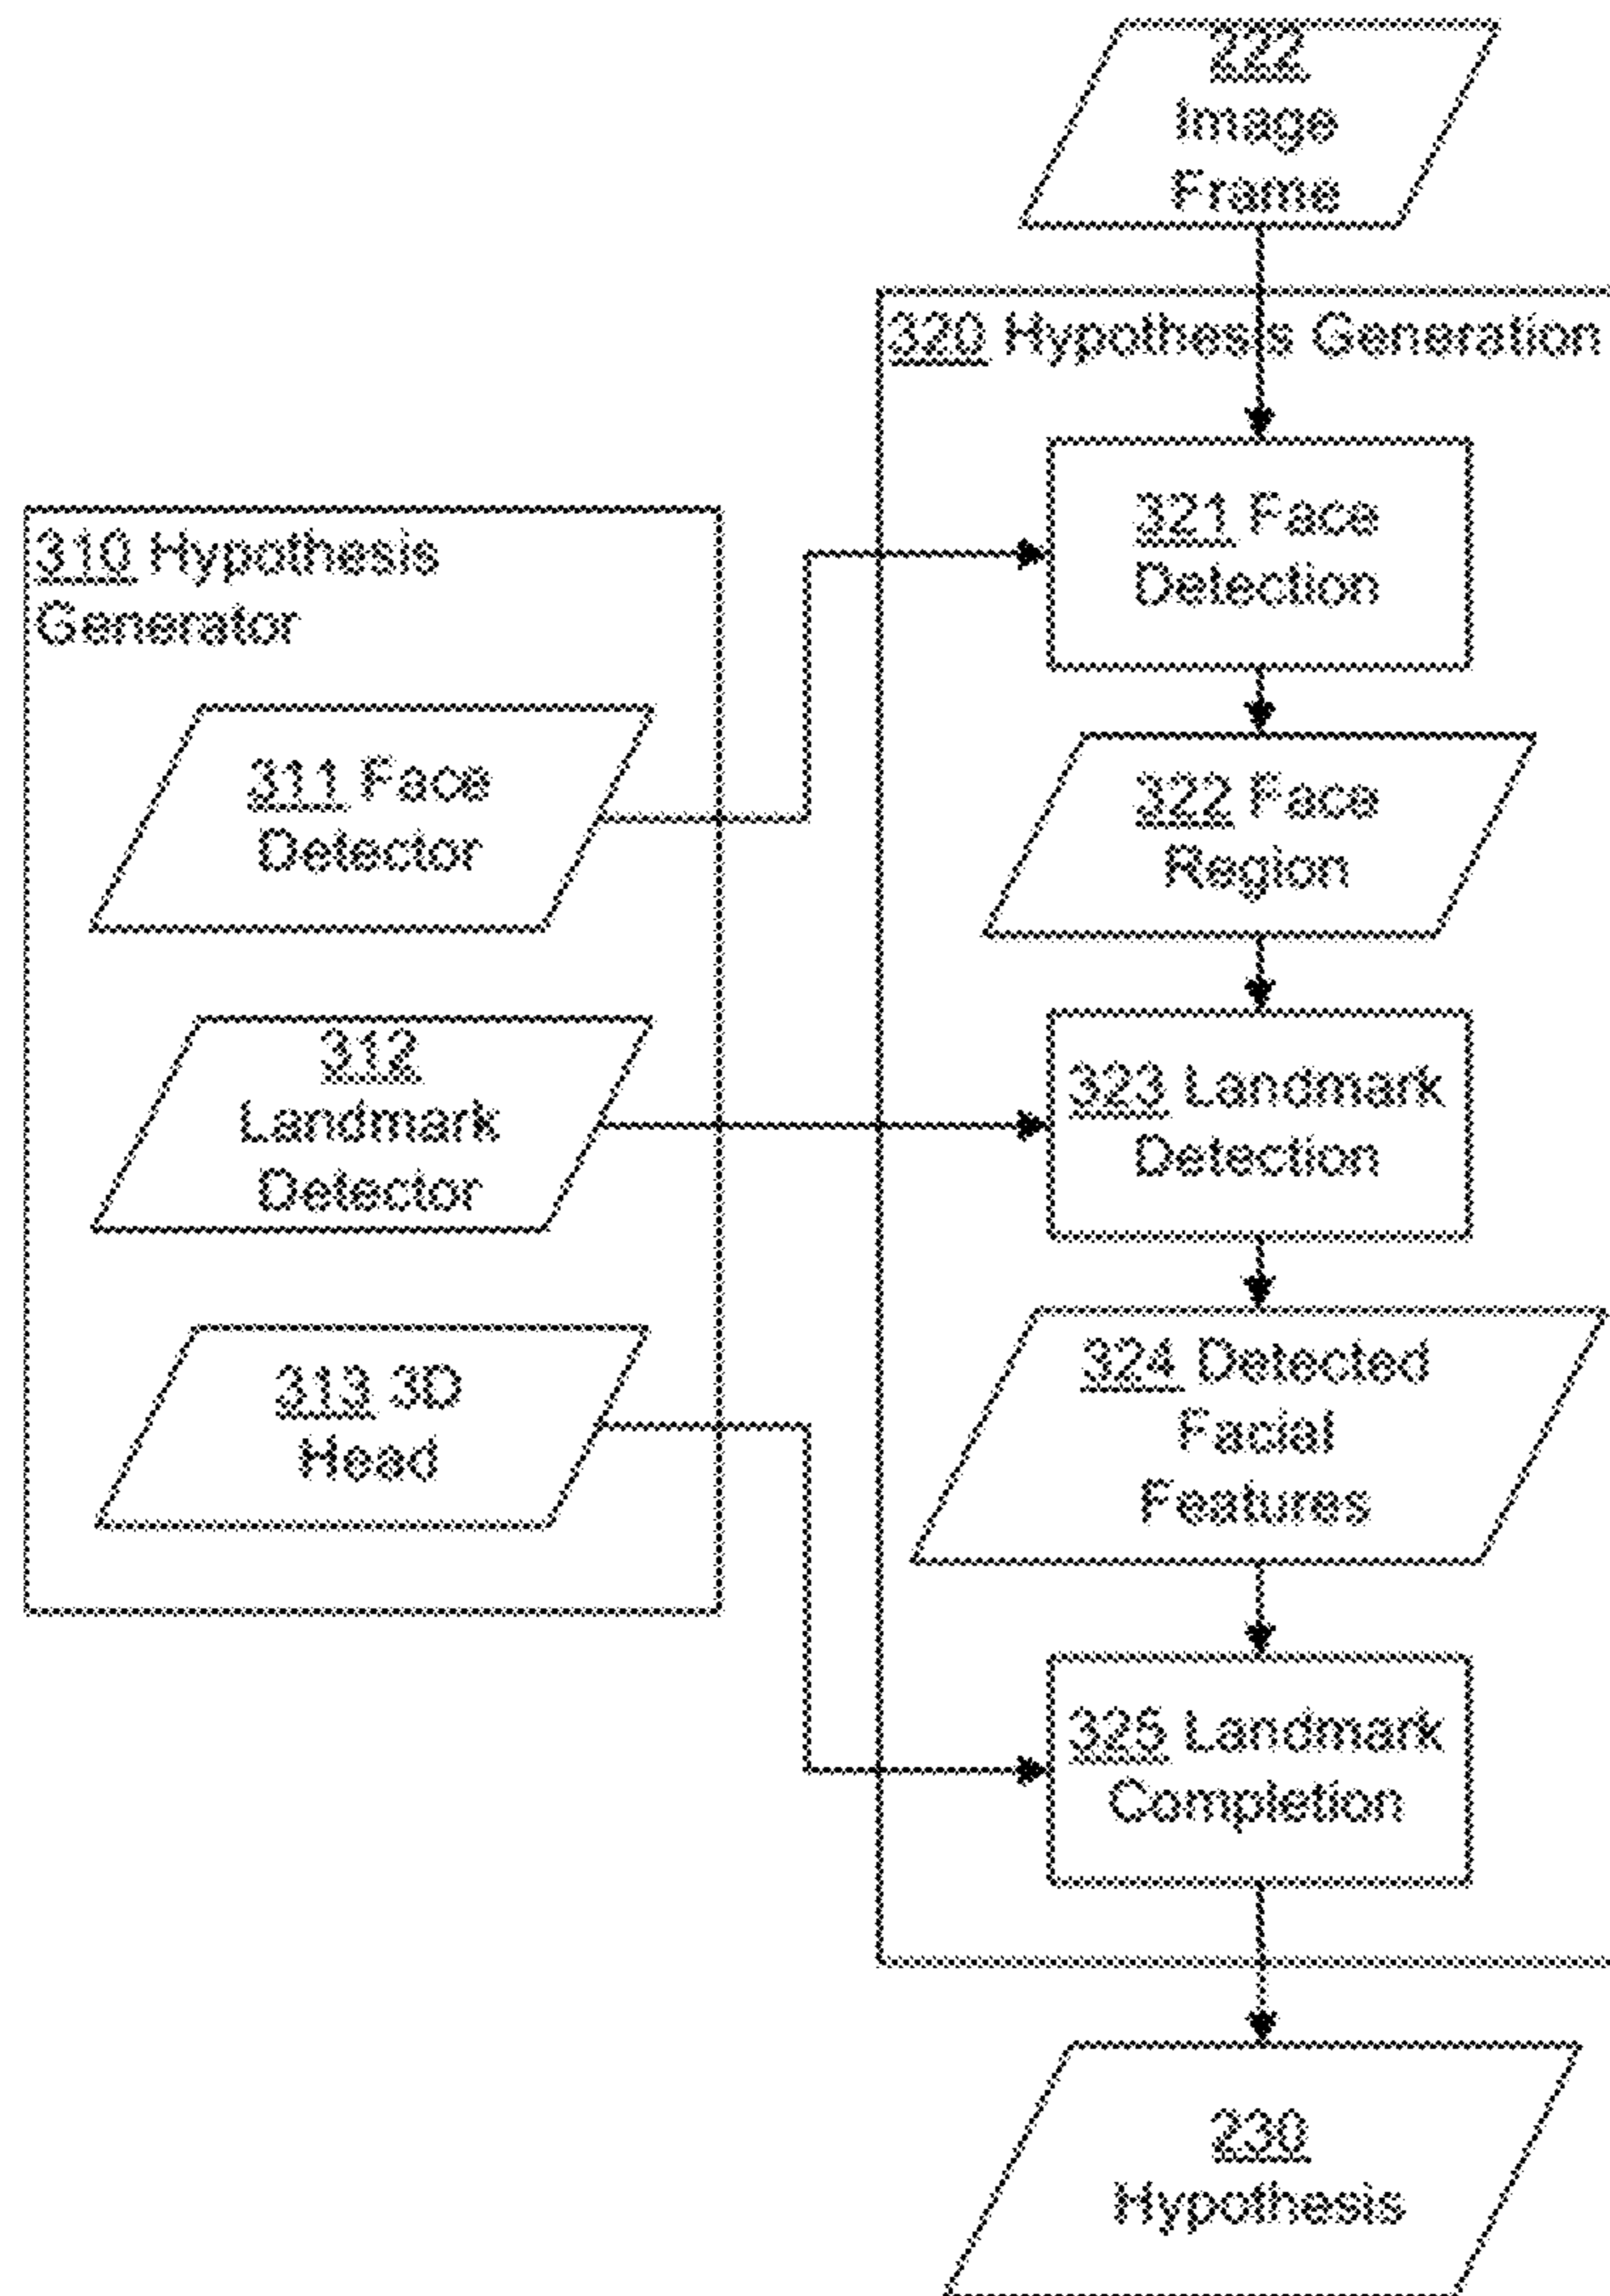 222
Image
Frame
320 Hypothesis Generation
321 Face
Detection
310 Hypothesis
Generator
311 Face
Detector
322 Face
Region
312
Landmark
Detector
323 Landmark
Detection
313 3D
Head
324 Detected
Facial
Features
325 Landmark
Completion
230
Hypothesis